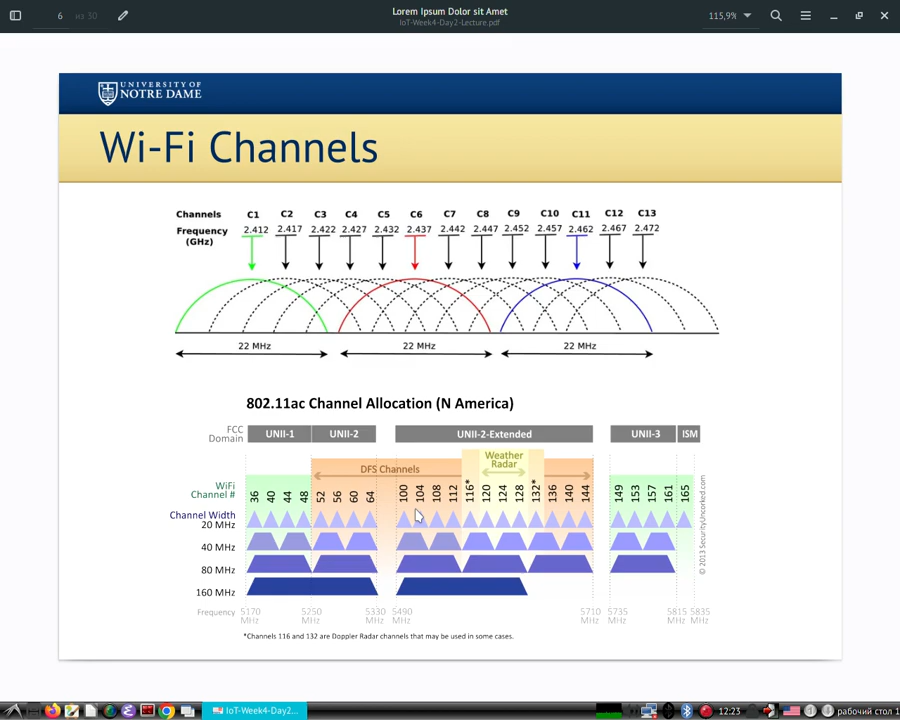 6 из 30
Lorem Ipsum Dolor sit Amet
IoT-Week4-Day2-Lecture.pdf
115,9%
UNIVERSITY OF
NOTRE DAME
Wi-Fi Channels
Channels C1 C2 C3 C4 C5 C6 C7 C8 C9 C10 C11 C12 C13
Frequency (GHz) 2.412 2.417 2.422 2.427 2.432 2.437 2.442 2.447 2.452 2.457 2.462 2.467 2.472
22 MHz 22 MHz 22 MHz
802.11ac Channel Allocation (N America)
FCC Domain UNII-1 UNII-2 UNII-2-Extended UNII-3 ISM
Weather
Radar
DFS Channels
WiFi Channel # 36 40 44 48 52 56 60 64 100 104 108 112 116* 120 124 128 132* 136 140 144 149 153 157 161 165
Channel Width
20 MHz
40 MHz
80 MHz
160 MHz
Frequency 5170 MHz 5250 MHz 5330 MHz 5490 MHz 5710 MHz 5735 MHz 5815 MHz 5835 MHz
© 2013 SecurityUncorked.com
*Channels 116 and 132 are Doppler Radar channels that may be used in some cases.
IoT-Week4-Day2...
12:23
рабочий стол 1